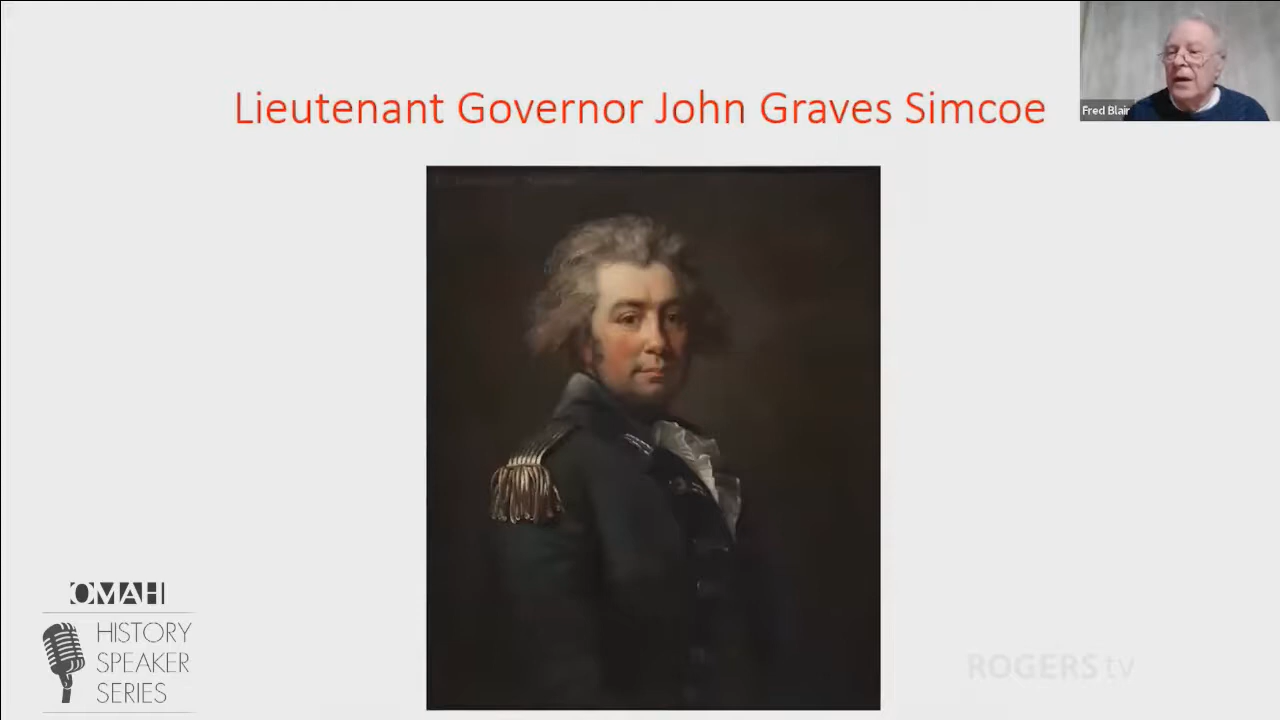 Lieutenant Governor John Graves Simcoe
Fred Blair
OMAH
HISTORY
SPEAKER
SERIES
ROGERS tv